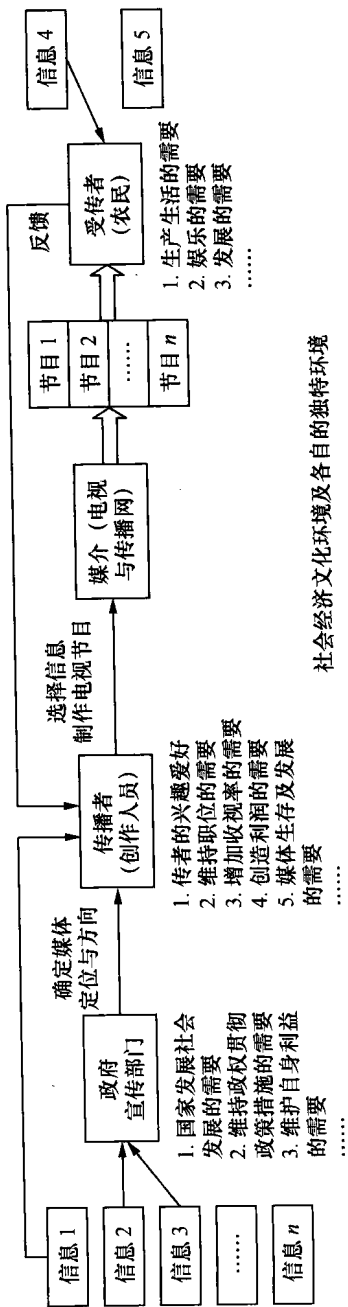 信息 1
信息 2
信息 3
……
信息 n
政府
宣传部门
1. 国家发展社会
发展的需要
2. 维持政权贯彻
政策措施的需要
3. 维护自身利益
的需要
……
确定媒体
定位与方向
传播者
(创作人员)
1. 传者的兴趣爱好
2. 维持职位的需要
3. 增加收视率的需要
4. 创造利润的需要
5. 媒体生存及发展
的需要
……
选择信息
制作电视节目
媒介（电视
与传播网）
节目 1
节目 2
……
节目 n
反馈
受传者
(农民)
1. 生产生活的需要
2. 娱乐的需要
3. 发展的需要
……
信息 4
信息 5
社会经济文化环境及各自的独特环境